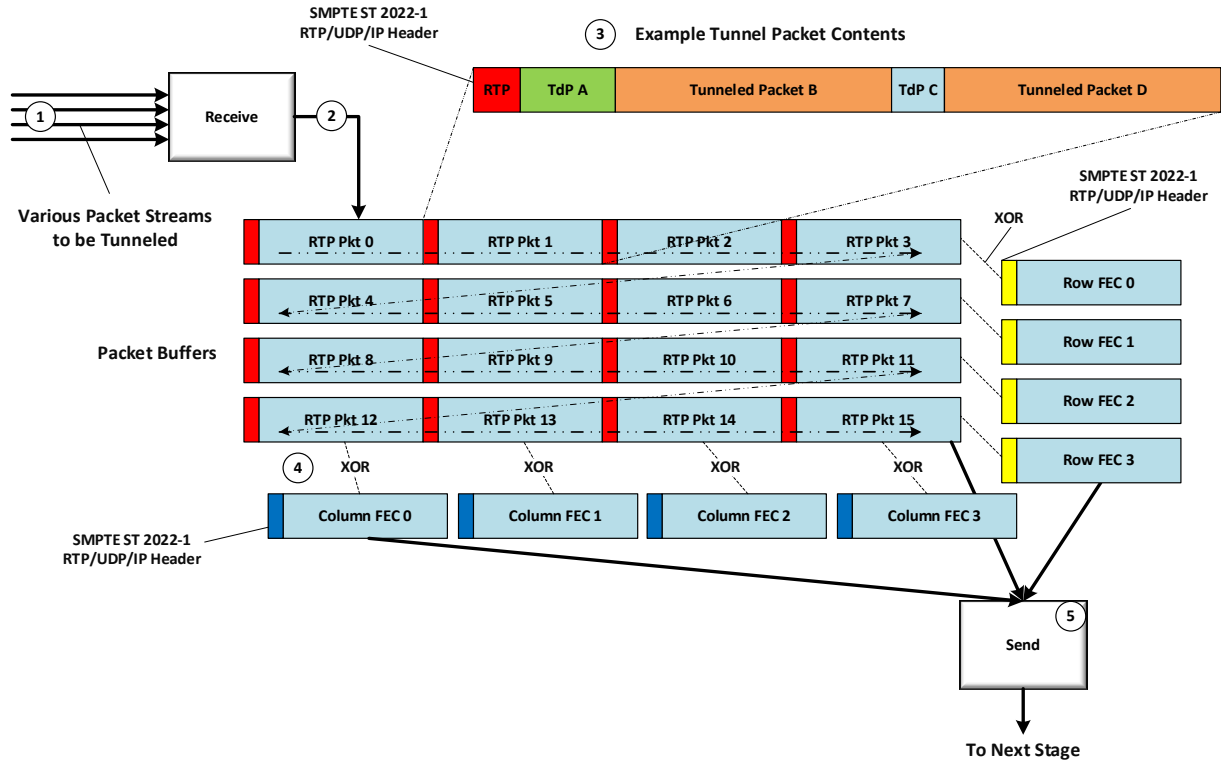 SMPTE ST 2022-1
RTP/UDP/IP Header
3 Example Tunnel Packet Contents
RTP TdP A Tunneled Packet B TdP C Tunneled Packet D
1
Receive
2
Various Packet Streams
to be Tunneled
SMPTE ST 2022-1
RTP/UDP/IP Header
XOR
RTP Pkt 0 RTP Pkt 1 RTP Pkt 2 RTP Pkt 3
Row FEC 0
RTP Pkt 4 RTP Pkt 5 RTP Pkt 6 RTP Pkt 7
Row FEC 1
Packet Buffers
RTP Pkt 8 RTP Pkt 9 RTP Pkt 10 RTP Pkt 11
Row FEC 2
RTP Pkt 12 RTP Pkt 13 RTP Pkt 14 RTP Pkt 15
Row FEC 3
4 XOR XOR XOR XOR
Column FEC 0 Column FEC 1 Column FEC 2 Column FEC 3
SMPTE ST 2022-1
RTP/UDP/IP Header
5
Send
To Next Stage